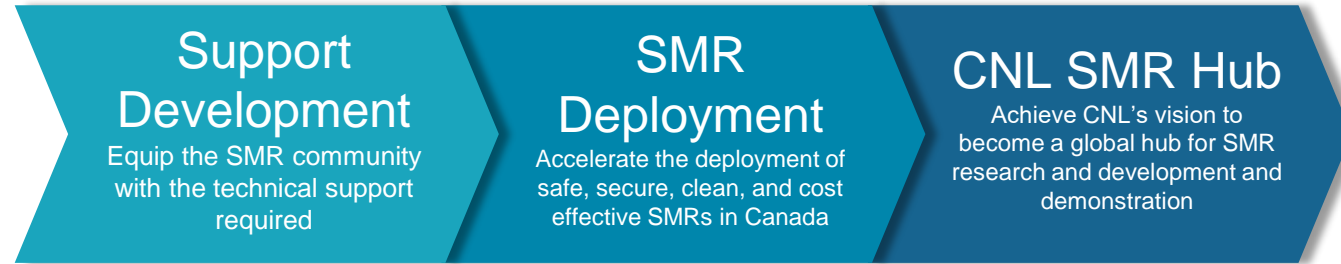 Support
Development
Equip the SMR community
with the technical support
required
SMR
Deployment
Accelerate the deployment of
safe, secure, clean, and cost
effective SMRs in Canada
CNL SMR Hub
Achieve CNL’s vision to
become a global hub for SMR
research and development and
demonstration